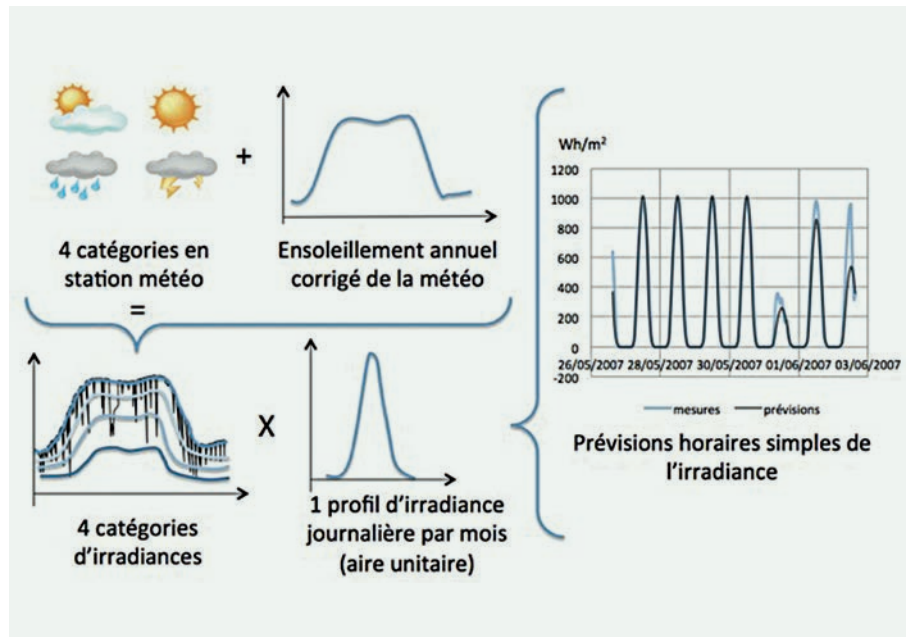 +
4 catégories en
station météo
Ensoleillement annuel
corrigé de la météo
=
X
4 catégories
d'irradiances
1 profil d'irradiance
journalière par mois
(aire unitaire)
Wh/m²
1200
1000
800
600
400
200
0
-200
26/05/2007 28/05/2007 30/05/2007 01/06/2007 03/06/2007
mesures prévisions
Prévisions horaires simples de
l'irradiance